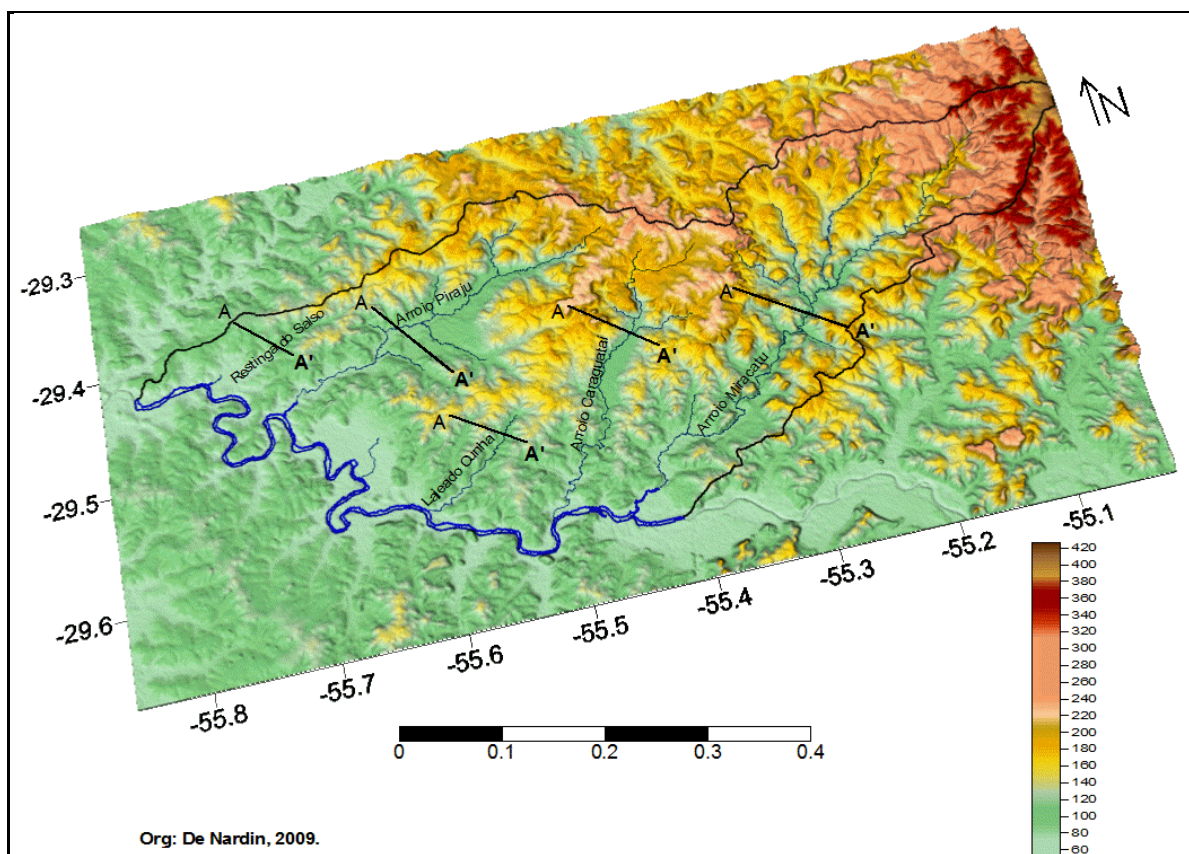 N
-29.3
-29.4
-29.5
-29.6
A
A'
Restinga do Salso
A
A'
Arroio Piraju
A
A'
Lajeado Cunha
A
A'
Arroio Caraguataí
A
A'
Arroio Miracatu
-55.8
-55.7
-55.6
-55.5
-55.4
-55.3
-55.2
-55.1
0 0.1 0.2 0.3 0.4
420
400
380
360
340
320
300
280
260
240
220
200
180
160
140
120
100
80
60
Org: De Nardin, 2009.